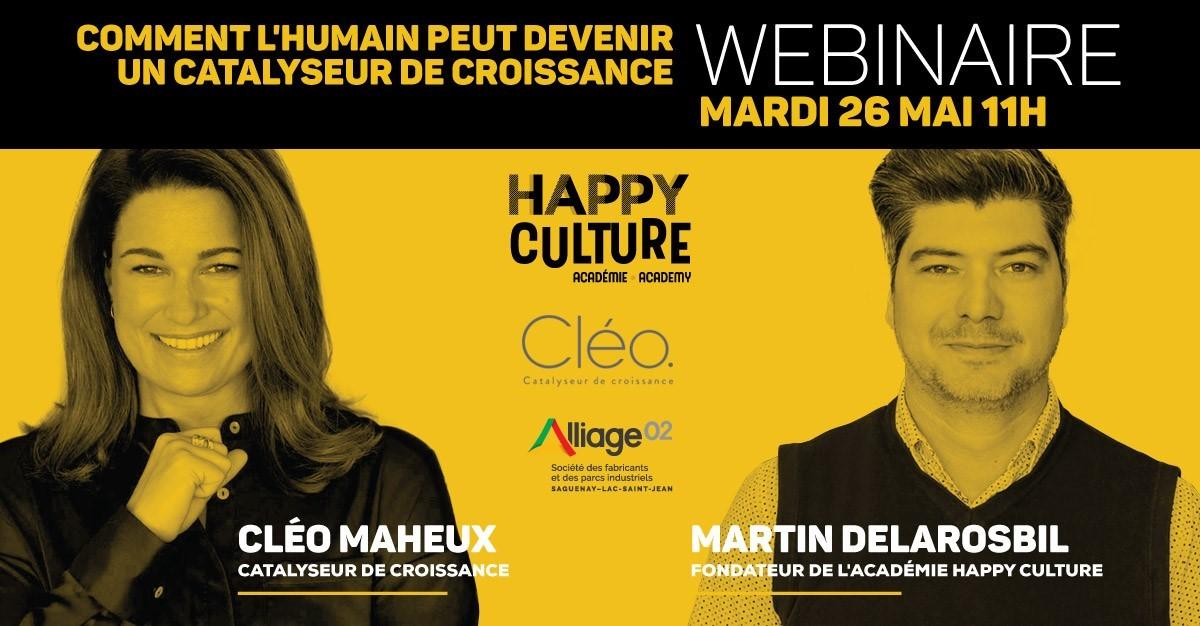 COMMENT L'HUMAIN PEUT DEVENIR
UN CATALYSEUR DE CROISSANCE
WEBINAIRE
MARDI 26 MAI 11H
HAPPY
CULTURE
ACADÉMIE • ACADEMY
Cléo.
Catalyseur de croissance
Alliage 02
Société des fabricants
et des parcs industriels
SAGUENAY–LAC-SAINT-JEAN
CLÉO MAHEUX
CATALYSEUR DE CROISSANCE
MARTIN DELAROSBIL
FONDATEUR DE L'ACADÉMIE HAPPY CULTURE